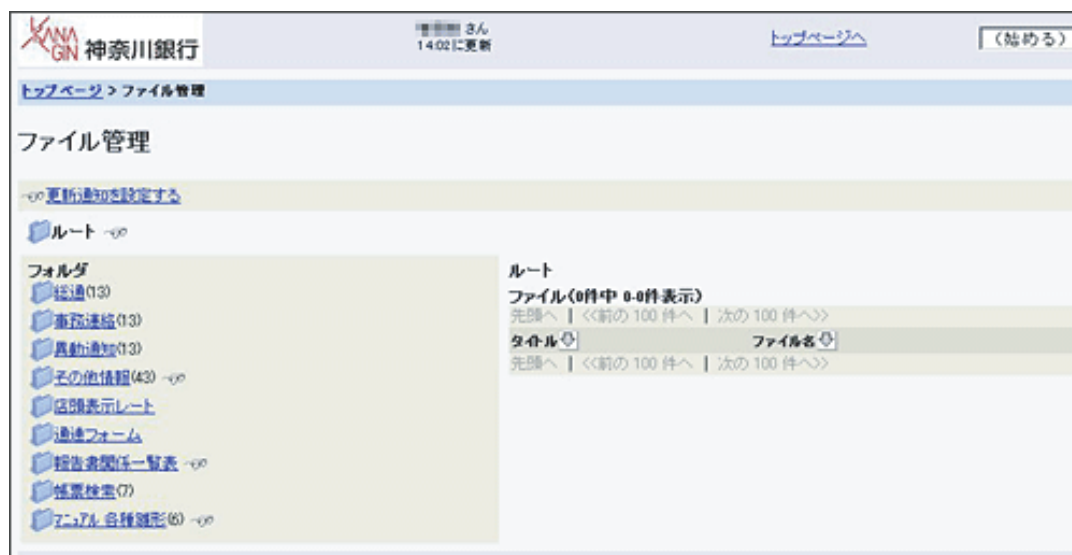 KANAGIN 神奈川銀行
さん
14:02に更新
トップページへ
(始める)
トップページ > ファイル管理
ファイル管理
更新通知を設定する
ルート
フォルダ
総通(13)
事務連絡(13)
異動通知(13)
その他情報(43)
店頭表示レート
通達フォーム
報告書関係一覧表
帳票検索(7)
マニュアル 各種雛形(6)
ルート
ファイル(0件中 0-0件表示)
先頭へ | <<前の 100 件へ | 次の 100 件へ>>
タイトル ファイル名
先頭へ | <<前の 100 件へ | 次の 100 件へ>>